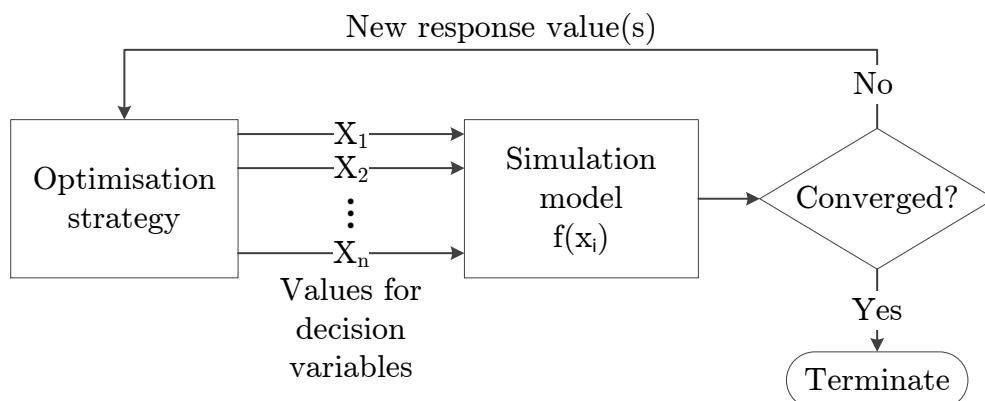 New response value(s)
No
Optimisation
strategy
X₁
X₂
⋮
Xₙ
Values for
decision
variables
Simulation
model
f(xᵢ)
Converged?
Yes
Terminate